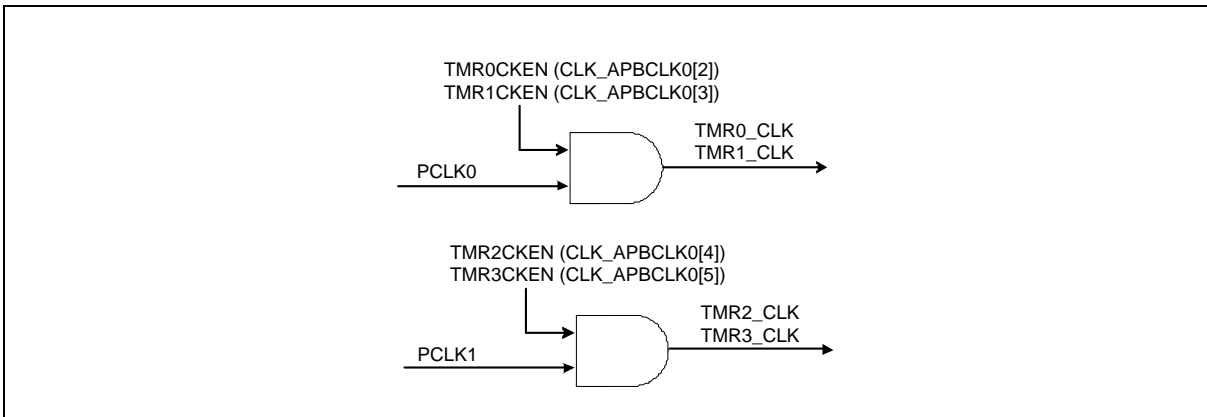 TMR0CKEN (CLK_APBCLK0[2])
TMR1CKEN (CLK_APBCLK0[3])
TMR0_CLK
TMR1_CLK
PCLK0
TMR2CKEN (CLK_APBCLK0[4])
TMR3CKEN (CLK_APBCLK0[5])
TMR2_CLK
TMR3_CLK
PCLK1